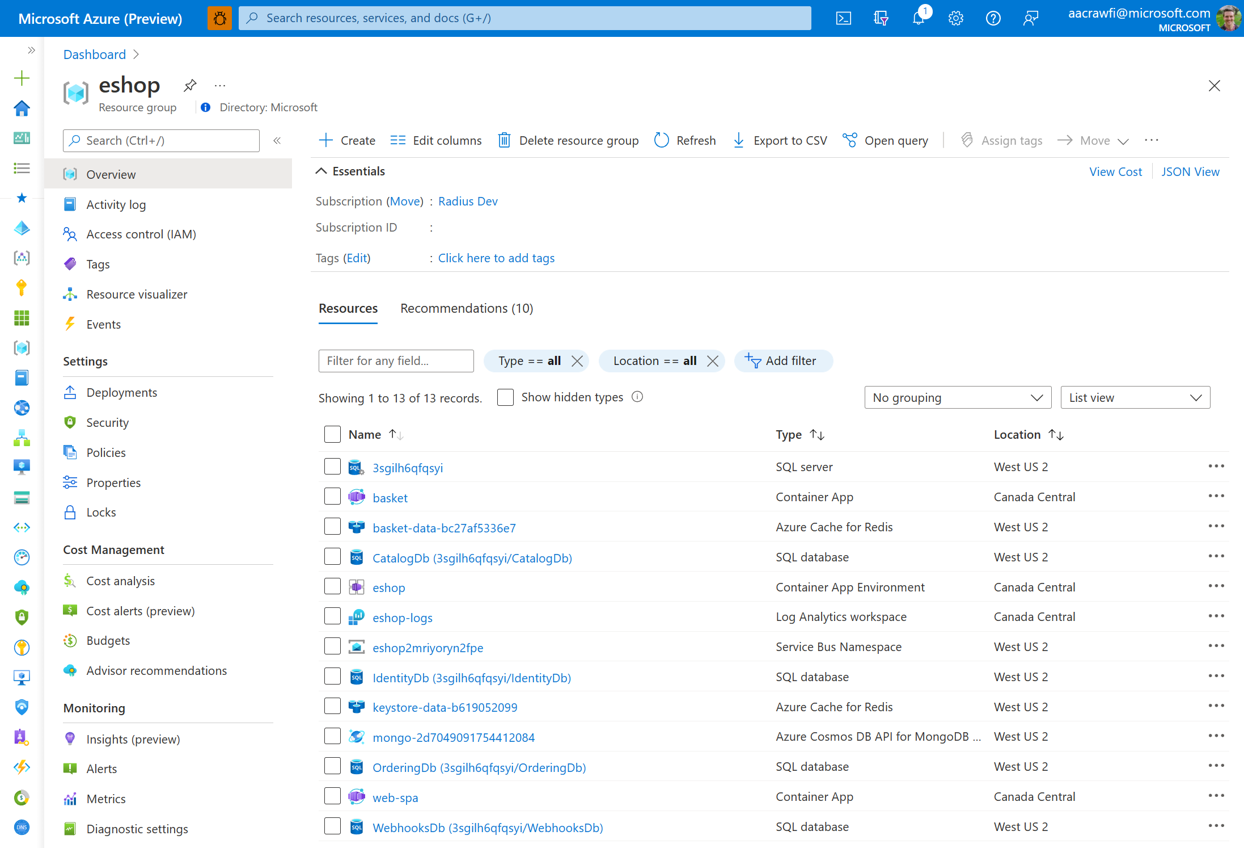 Microsoft Azure (Preview)
Search resources, services, and docs (G+/)
1
aacrawfi@microsoft.com
MICROSOFT
Dashboard
eshop
Resource group
Directory: Microsoft
Search (Ctrl+/)
Overview
Activity log
Access control (IAM)
Tags
Resource visualizer
Events
Settings
Deployments
Security
Policies
Properties
Locks
Cost Management
Cost analysis
Cost alerts (preview)
Budgets
Advisor recommendations
Monitoring
Insights (preview)
Alerts
Metrics
Diagnostic settings
Create Edit columns Delete resource group Refresh Export to CSV Open query Assign tags Move
Essentials View Cost JSON View
Subscription (Move) : Radius Dev
Subscription ID :
Tags (Edit) : Click here to add tags
Resources Recommendations (10)
Filter for any field... Type == all Location == all Add filter
Showing 1 to 13 of 13 records. Show hidden types No grouping List view
Name Type Location
3sgilh6qfqsyi SQL server West US 2
basket Container App Canada Central
basket-data-bc27af5336e7 Azure Cache for Redis West US 2
CatalogDb (3sgilh6qfqsyi/CatalogDb) SQL database West US 2
eshop Container App Environment Canada Central
eshop-logs Log Analytics workspace Canada Central
eshop2mriyoryn2fpe Service Bus Namespace West US 2
IdentityDb (3sgilh6qfqsyi/IdentityDb) SQL database West US 2
keystore-data-b619052099 Azure Cache for Redis West US 2
mongo-2d7049091754412084 Azure Cosmos DB API for MongoDB ... West US 2
OrderingDb (3sgilh6qfqsyi/OrderingDb) SQL database West US 2
web-spa Container App Canada Central
WebhooksDb (3sgilh6qfqsyi/WebhooksDb) SQL database West US 2